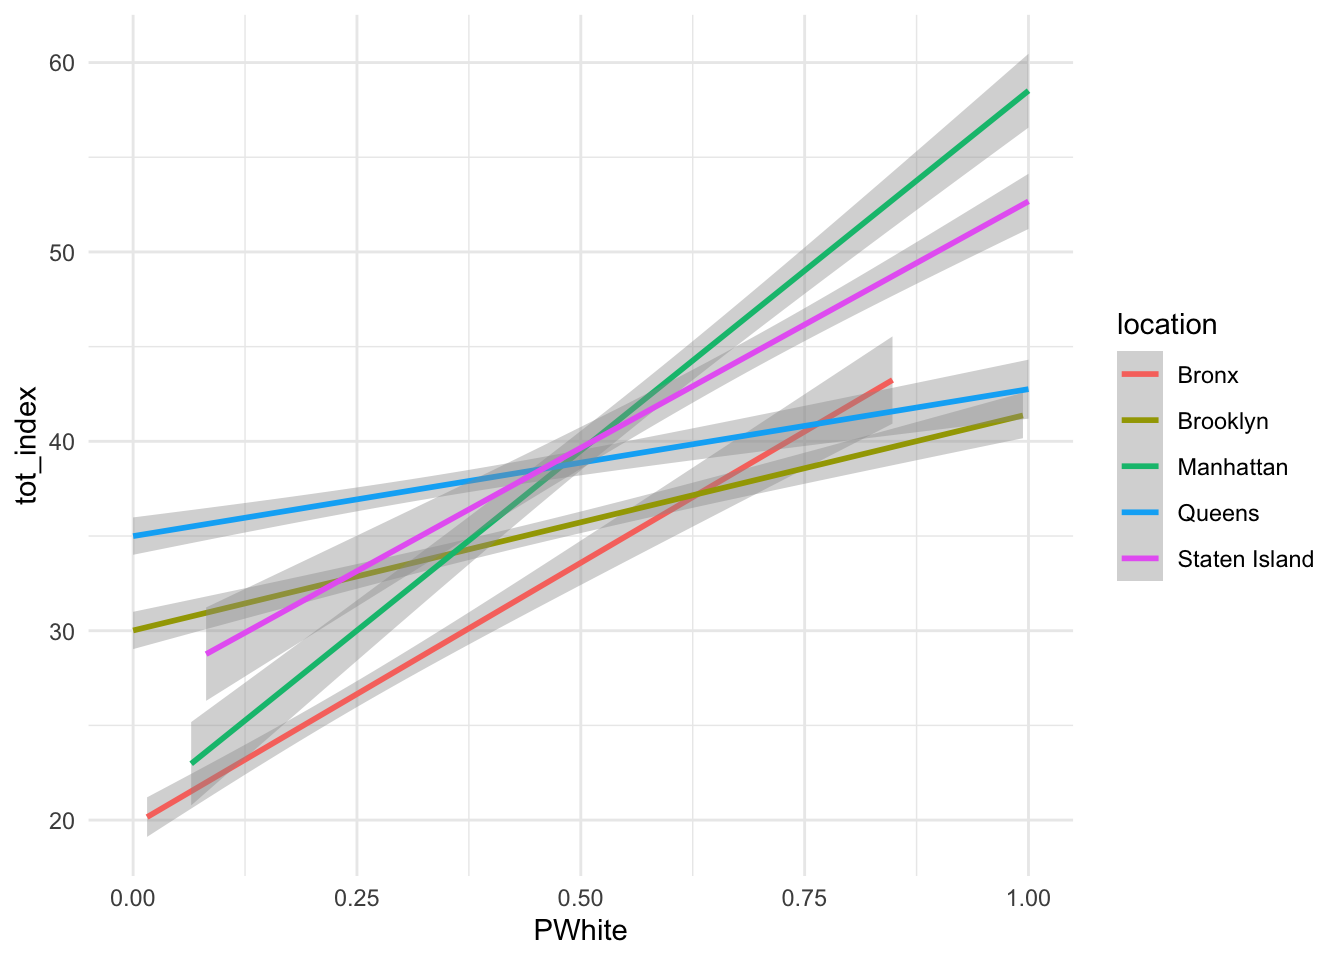 60
50
40
30
20
tot_index
0.00 0.25 0.50 0.75 1.00
PWhite
location
Bronx
Brooklyn
Manhattan
Queens
Staten Island